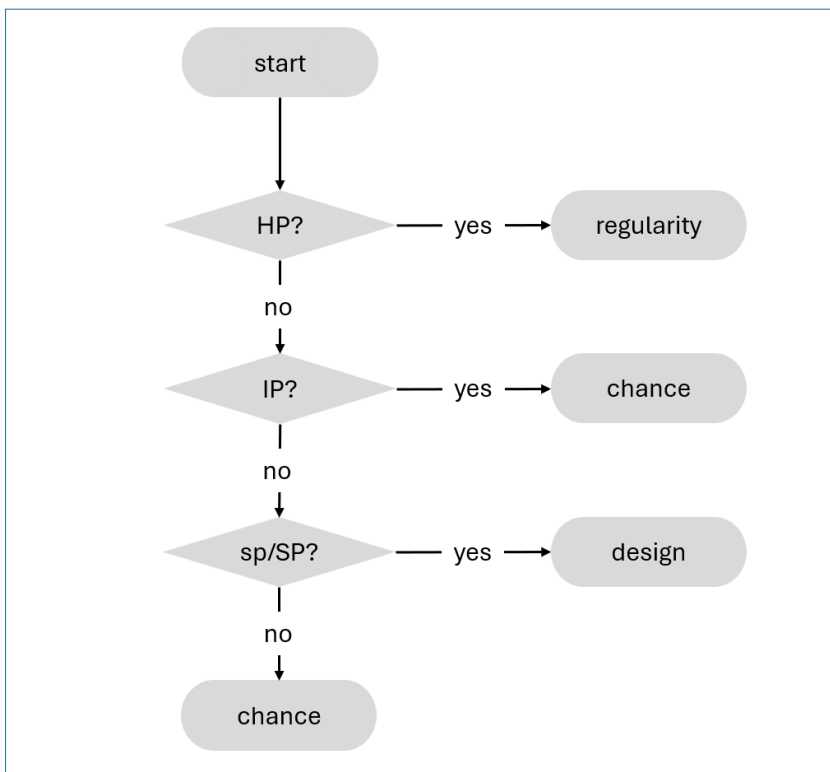 start
HP?
yes
regularity
no
IP?
yes
chance
no
sp/SP?
yes
design
no
chance